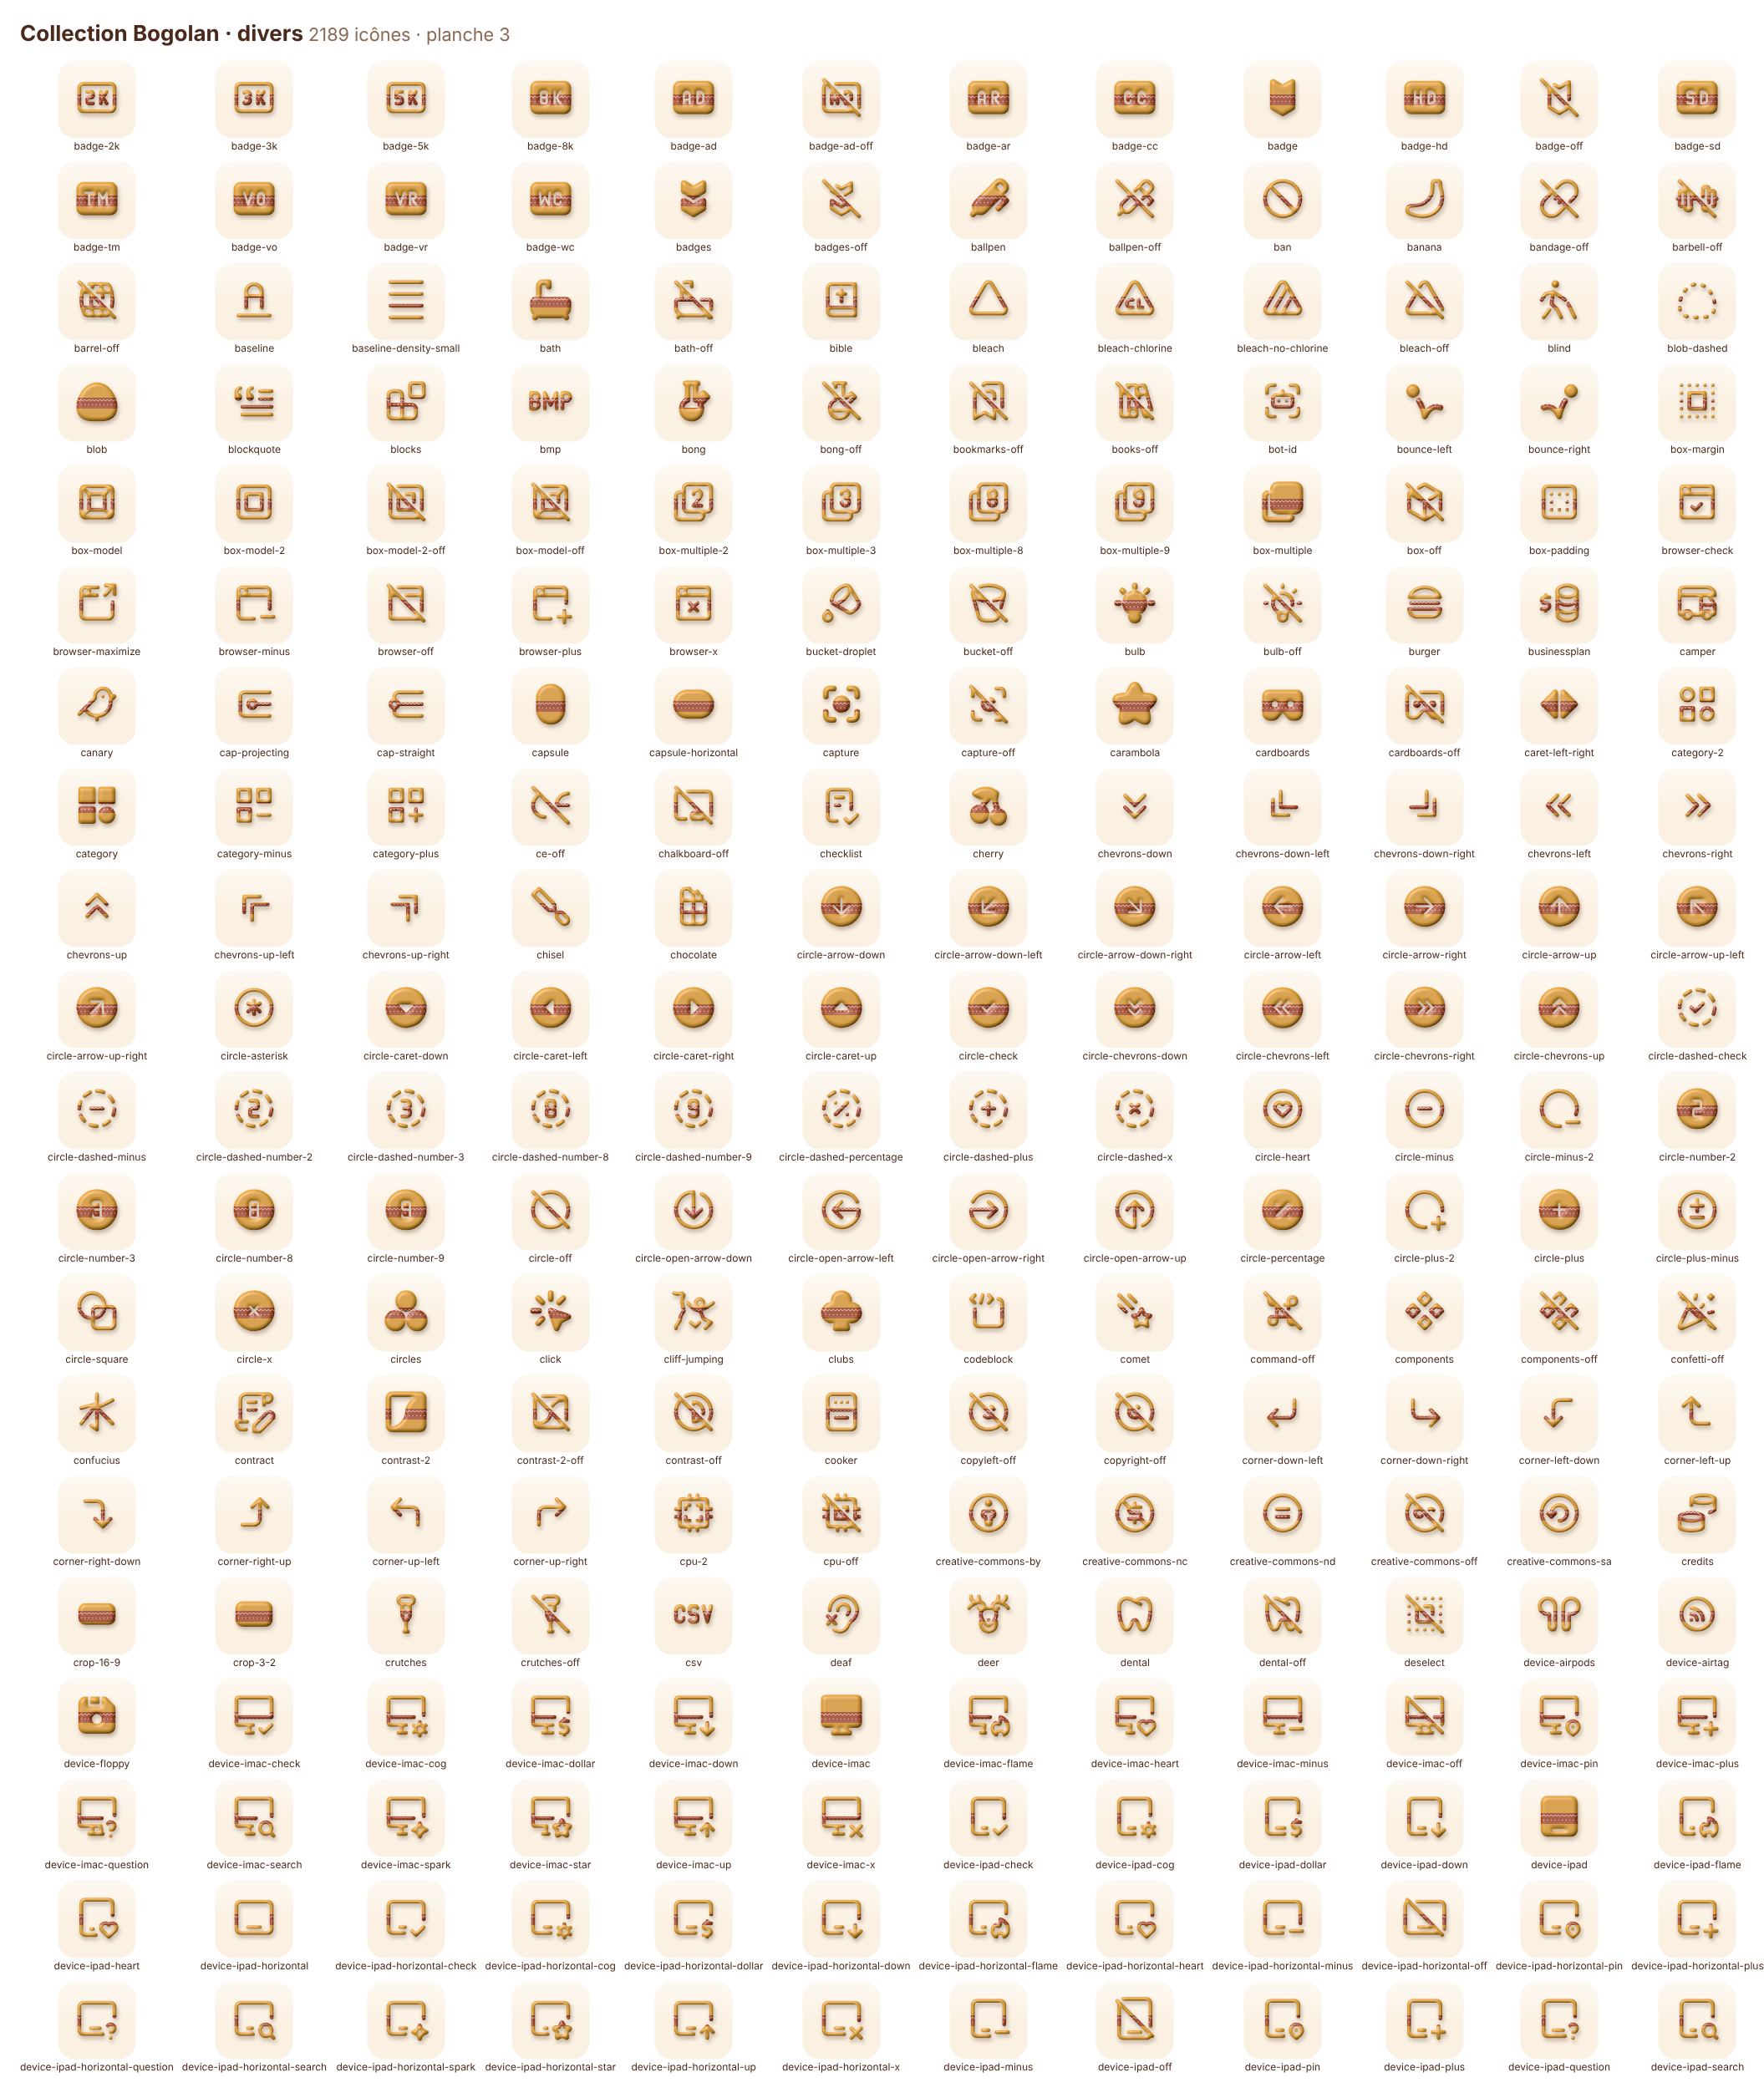 Collection Bogolan · divers 2189 icônes · planche 3
2K 3K 5K 8K AD AD AR CC HD SD
badge-2k badge-3k badge-5k badge-8k badge-ad badge-ad-off badge-ar badge-cc badge badge-hd badge-off badge-sd
TM VO VR WC
badge-tm badge-vo badge-vr badge-wc badges badges-off ballpen ballpen-off ban banana bandage-off barbell-off
A CL
barrel-off baseline baseline-density-small bath bath-off bible bleach bleach-chlorine bleach-no-chlorine bleach-off blind blob-dashed
BMP
blob blockquote blocks bmp bong bong-off bookmarks-off books-off bot-id bounce-left bounce-right box-margin
2 3 8 9
box-model box-model-2 box-model-2-off box-model-off box-multiple-2 box-multiple-3 box-multiple-8 box-multiple-9 box-multiple box-off box-padding browser-check
$
browser-maximize browser-minus browser-off browser-plus browser-x bucket-droplet bucket-off bulb bulb-off burger businessplan camper
canary cap-projecting cap-straight capsule capsule-horizontal capture capture-off carambola cardboards cardboards-off caret-left-right category-2
category category-minus category-plus ce-off chalkboard-off checklist cherry chevrons-down chevrons-down-left chevrons-down-right chevrons-left chevrons-right
chevrons-up chevrons-up-left chevrons-up-right chisel chocolate circle-arrow-down circle-arrow-down-left circle-arrow-down-right circle-arrow-left circle-arrow-right circle-arrow-up circle-arrow-up-left
circle-arrow-up-right circle-asterisk circle-caret-down circle-caret-left circle-caret-right circle-caret-up circle-check circle-chevrons-down circle-chevrons-left circle-chevrons-right circle-chevrons-up circle-dashed-check
2 3 8 9 2
circle-dashed-minus circle-dashed-number-2 circle-dashed-number-3 circle-dashed-number-8 circle-dashed-number-9 circle-dashed-percentage circle-dashed-plus circle-dashed-x circle-heart circle-minus circle-minus-2 circle-number-2
3 8 9
circle-number-3 circle-number-8 circle-number-9 circle-off circle-open-arrow-down circle-open-arrow-left circle-open-arrow-right circle-open-arrow-up circle-percentage circle-plus-2 circle-plus circle-plus-minus
circle-square circle-x circles click cliff-jumping clubs codeblock comet command-off components components-off confetti-off
confucius contract contrast-2 contrast-2-off contrast-off cooker copyleft-off copyright-off corner-down-left corner-down-right corner-left-down corner-left-up
corner-right-down corner-right-up corner-up-left corner-up-right cpu-2 cpu-off creative-commons-by creative-commons-nc creative-commons-nd creative-commons-off creative-commons-sa credits
CSV
crop-16-9 crop-3-2 crutches crutches-off csv deaf deer dental dental-off deselect device-airpods device-airtag
$
device-floppy device-imac-check device-imac-cog device-imac-dollar device-imac-down device-imac device-imac-flame device-imac-heart device-imac-minus device-imac-off device-imac-pin device-imac-plus
? $
device-imac-question device-imac-search device-imac-spark device-imac-star device-imac-up device-imac-x device-ipad-check device-ipad-cog device-ipad-dollar device-ipad-down device-ipad device-ipad-flame
$
device-ipad-heart device-ipad-horizontal device-ipad-horizontal-check device-ipad-horizontal-cog device-ipad-horizontal-dollar device-ipad-horizontal-down device-ipad-horizontal-flame device-ipad-horizontal-heart device-ipad-horizontal-minus device-ipad-horizontal-off device-ipad-horizontal-pin device-ipad-horizontal-plus
? ?
device-ipad-horizontal-question device-ipad-horizontal-search device-ipad-horizontal-spark device-ipad-horizontal-star device-ipad-horizontal-up device-ipad-horizontal-x device-ipad-minus device-ipad-off device-ipad-pin device-ipad-plus device-ipad-question device-ipad-search